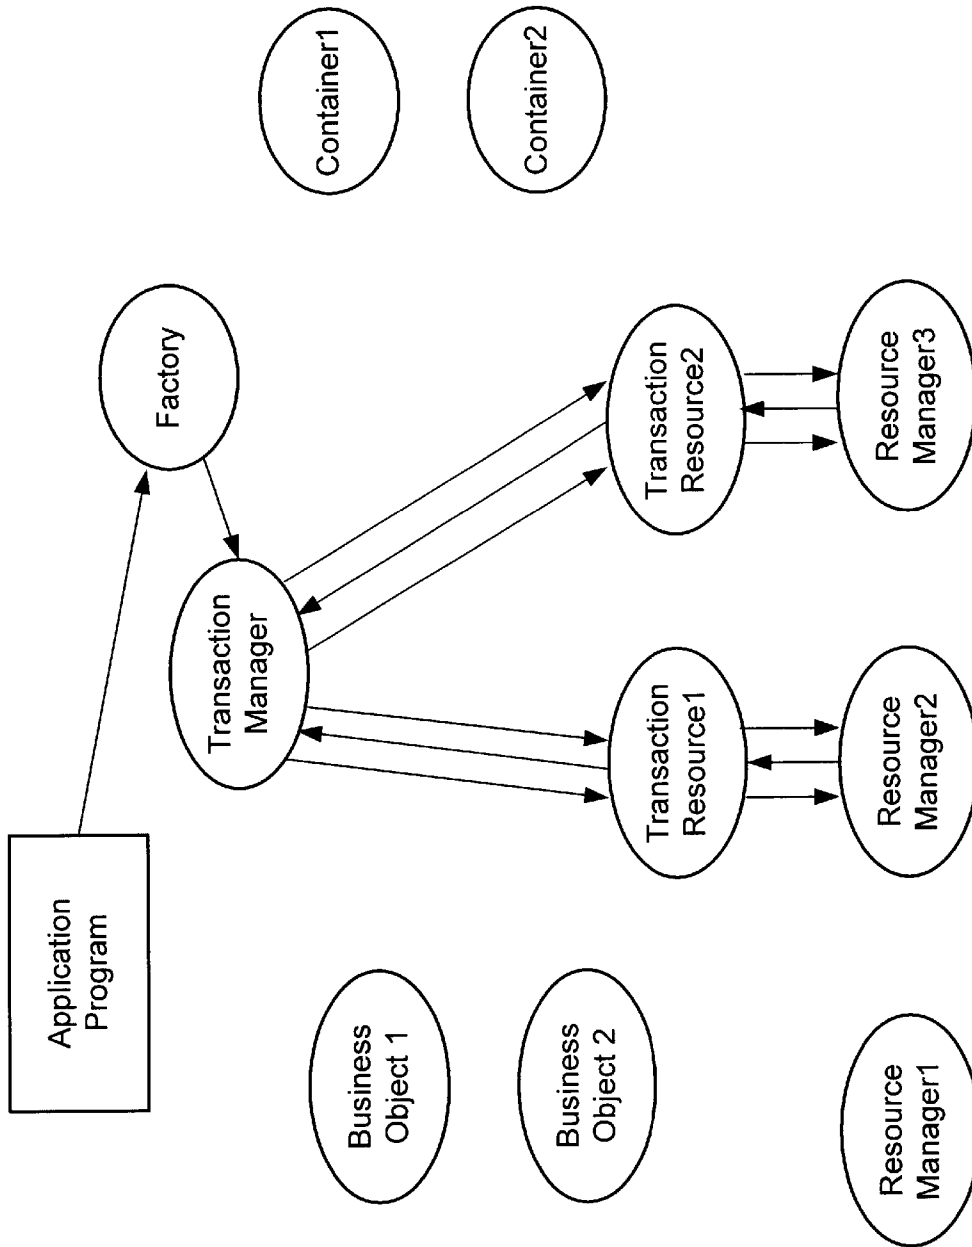 Application
Program
Factory
Transaction
Manager
Container1
Container2
Business
Object 1
Business
Object 2
Transaction
Resource1
Transaction
Resource2
Resource
Manager1
Resource
Manager2
Resource
Manager3